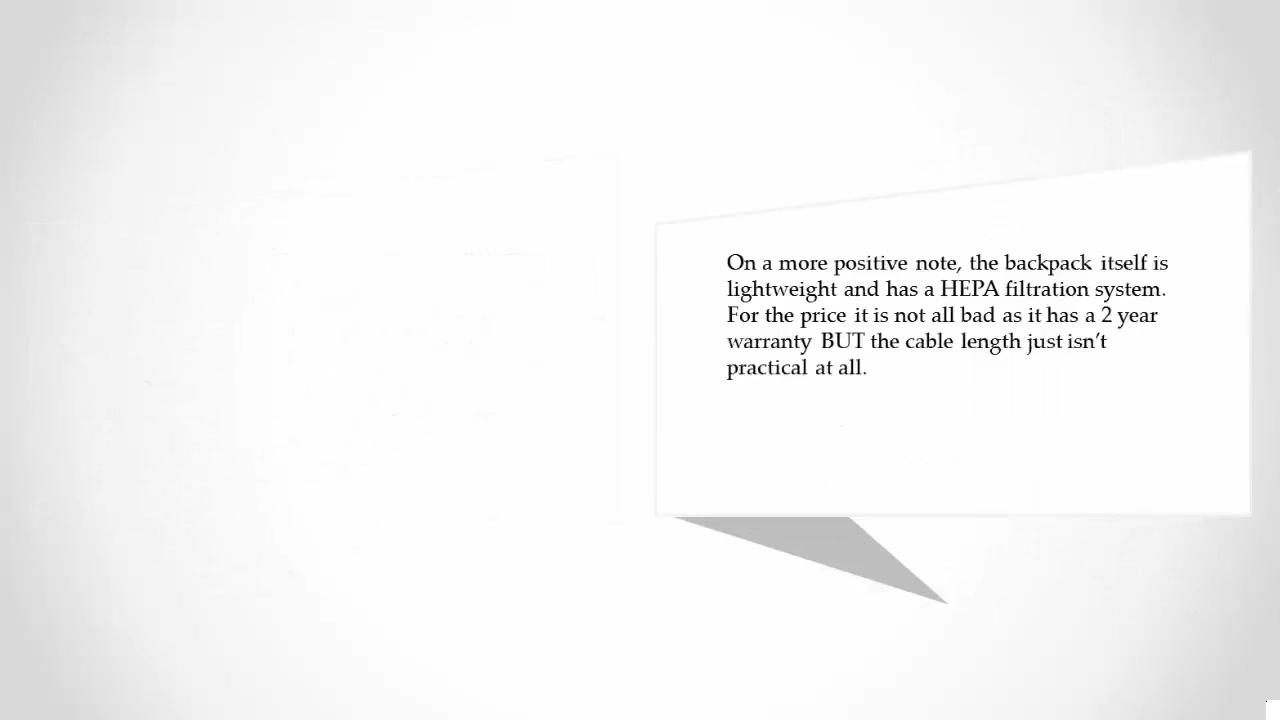 On a more positive note, the backpack itself is
lightweight and has a HEPA filtration system.
For the price it is not all bad as it has a 2 year
warranty BUT the cable length just isn’t
practical at all.